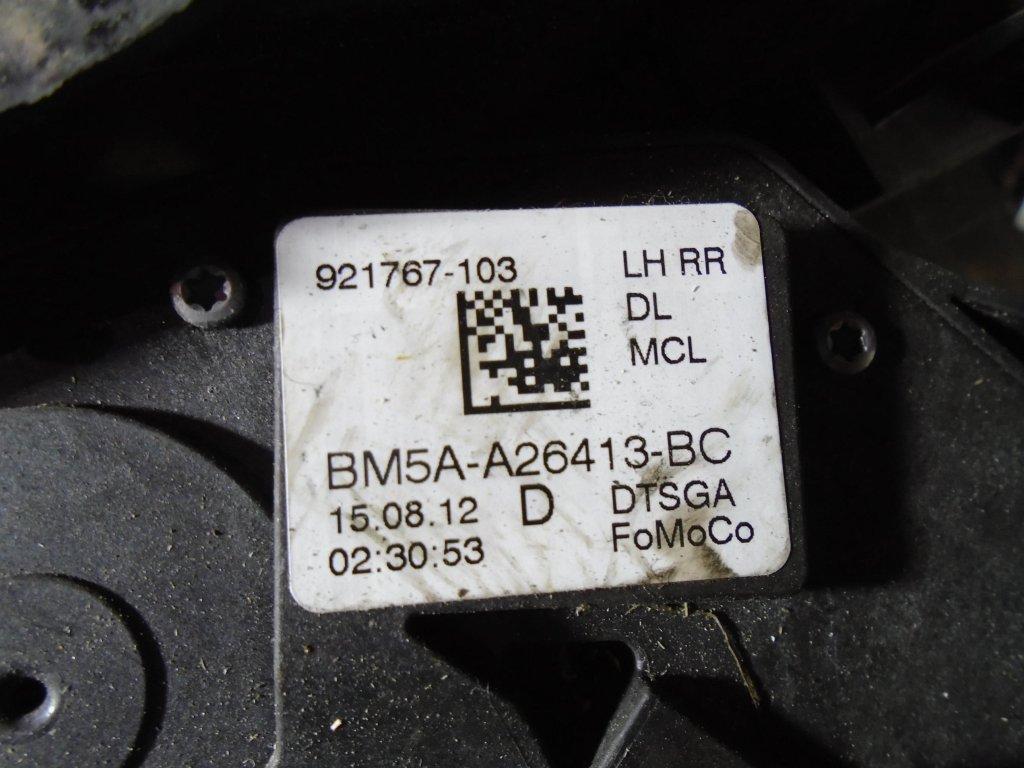 921767-103
LH RR
DL
MCL
BM5A-A26413-BC
15.08.12 D DTSGA
02:30:53 FoMoCo